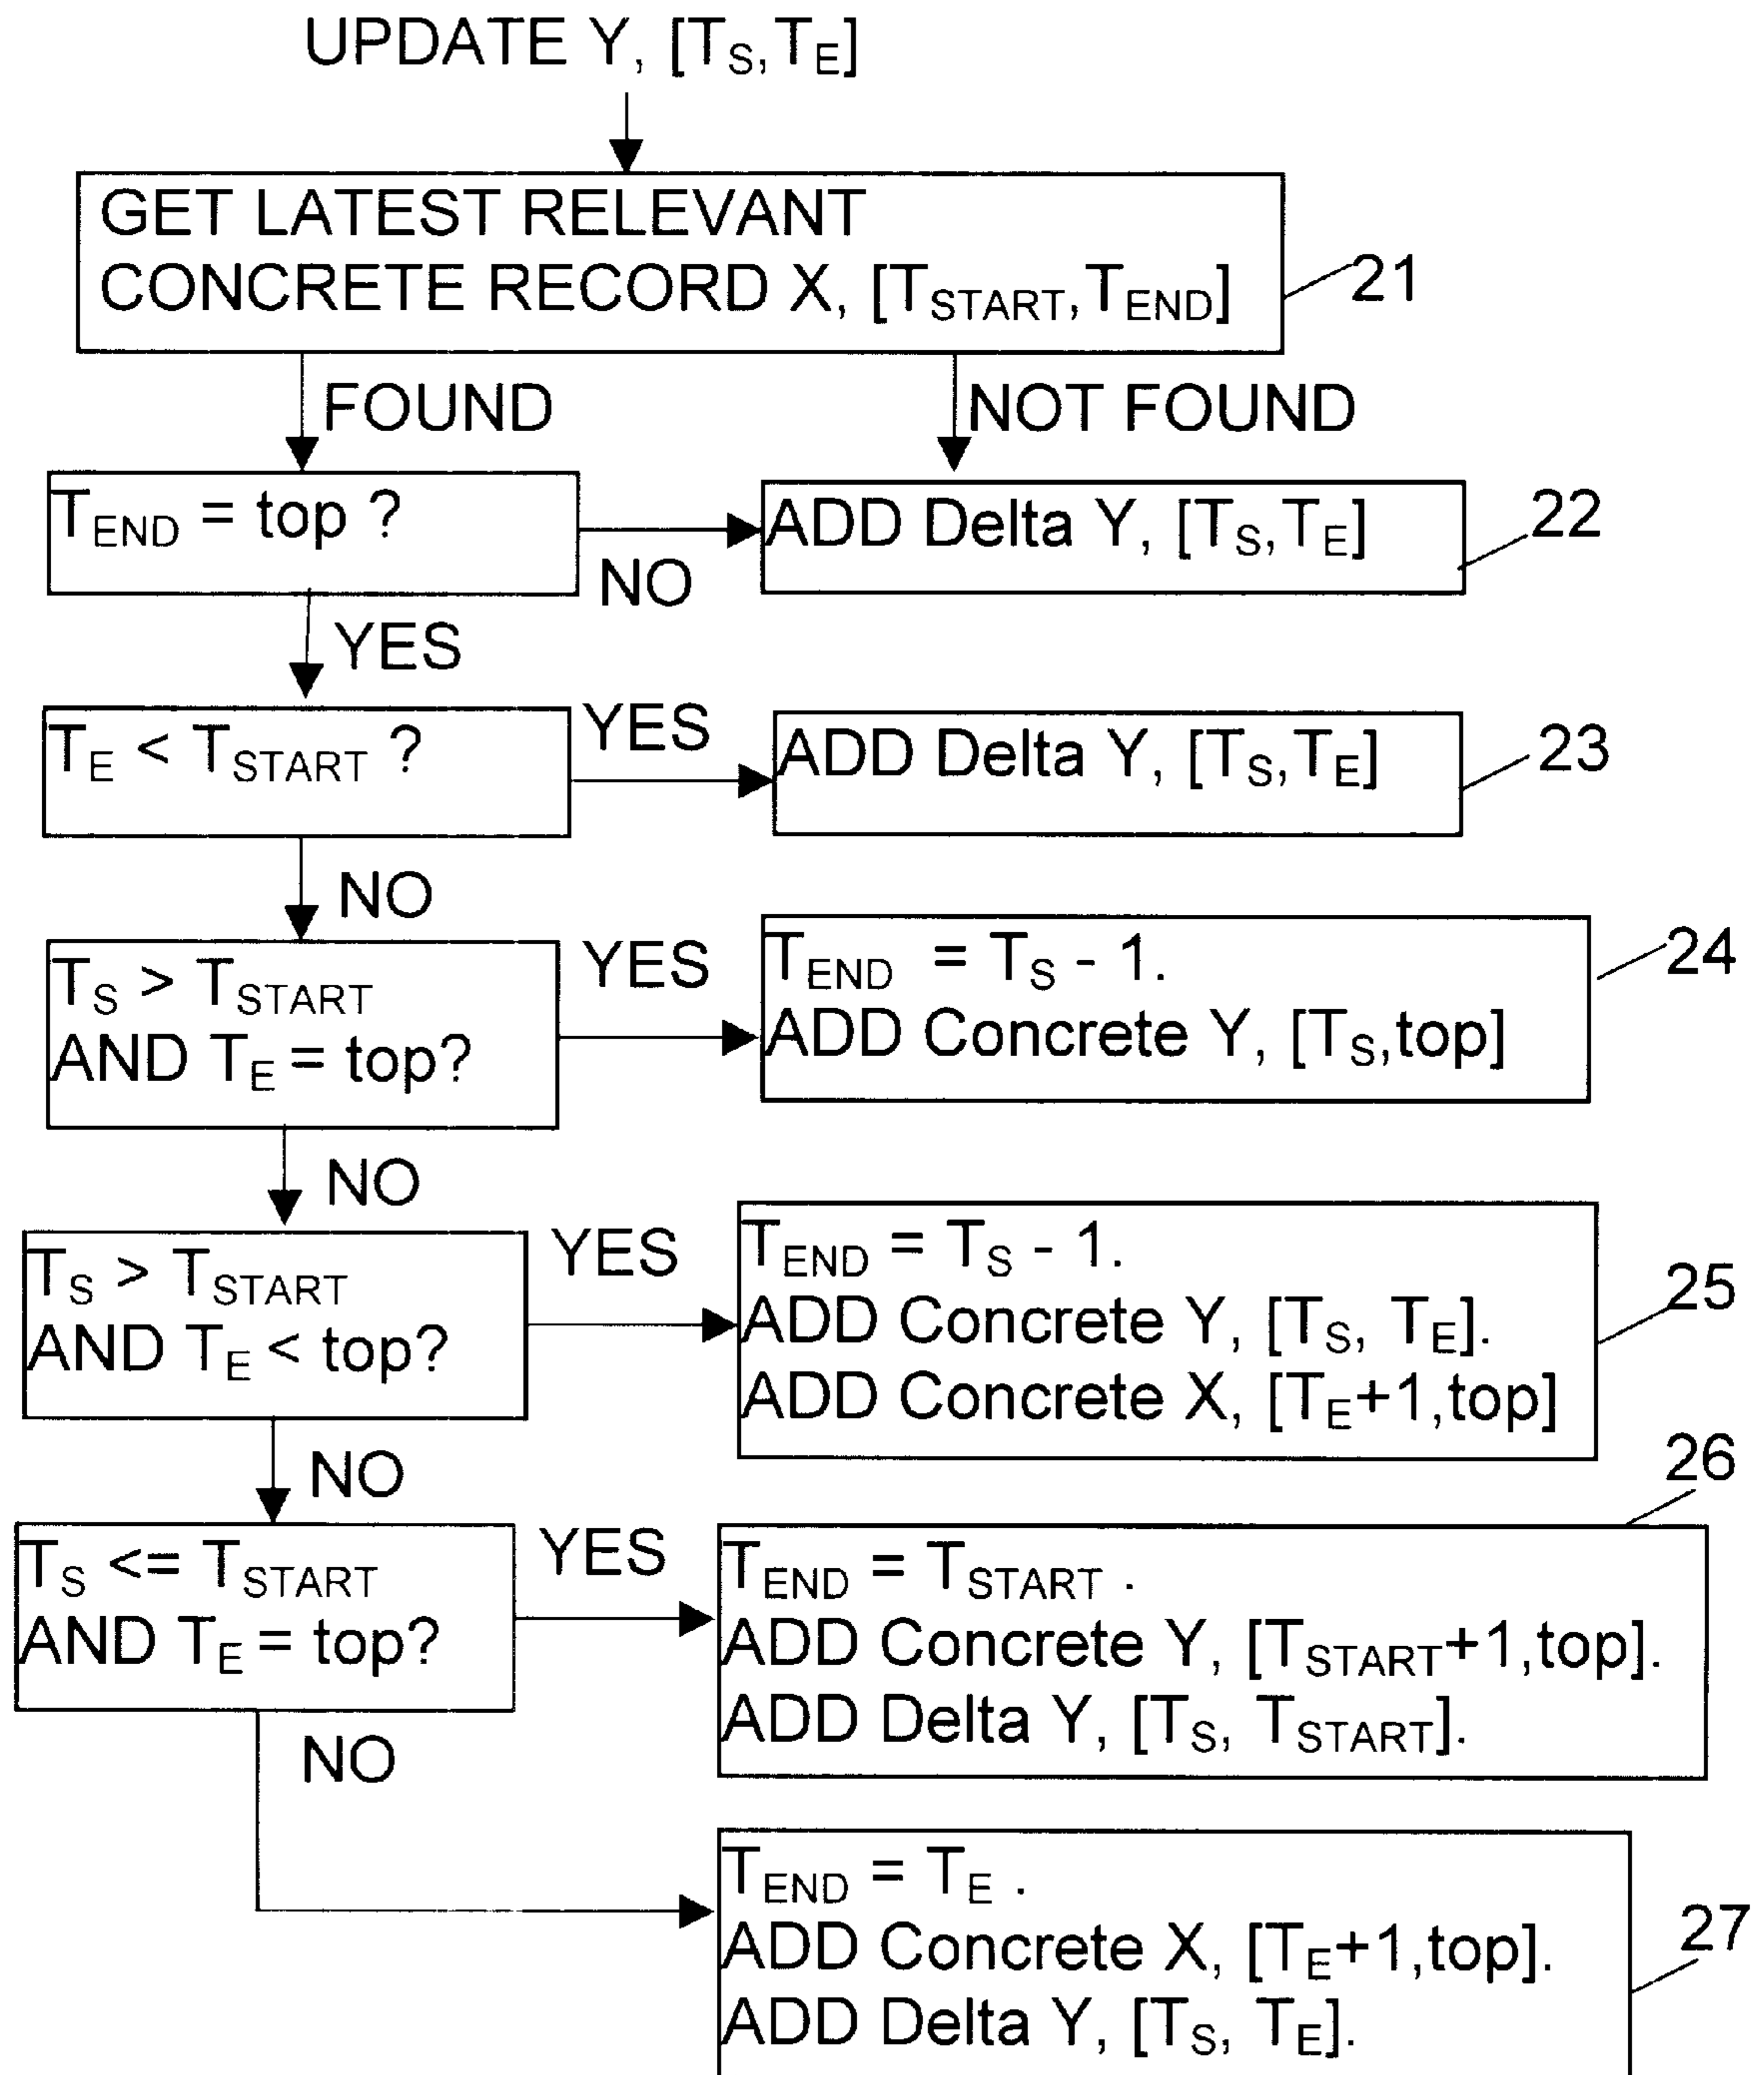 UPDATE Y, [TS,TE]
GET LATEST RELEVANT
CONCRETE RECORD X, [TSTART,TEND]
21
FOUND
NOT FOUND
TEND = top ?
NO
ADD Delta Y, [TS,TE]
22
YES
TE < TSTART ?
YES
ADD Delta Y, [TS,TE]
23
NO
TS > TSTART
AND TE = top?
YES
TEND = TS - 1.
ADD Concrete Y, [TS,top]
24
NO
TS > TSTART
AND TE < top?
YES
TEND = TS - 1.
ADD Concrete Y, [TS, TE].
ADD Concrete X, [TE+1,top]
25
NO
TS <= TSTART
AND TE = top?
YES
26
TEND = TSTART .
ADD Concrete Y, [TSTART+1,top].
ADD Delta Y, [TS, TSTART].
NO
TEND = TE .
ADD Concrete X, [TE+1,top].
ADD Delta Y, [TS, TE].
27